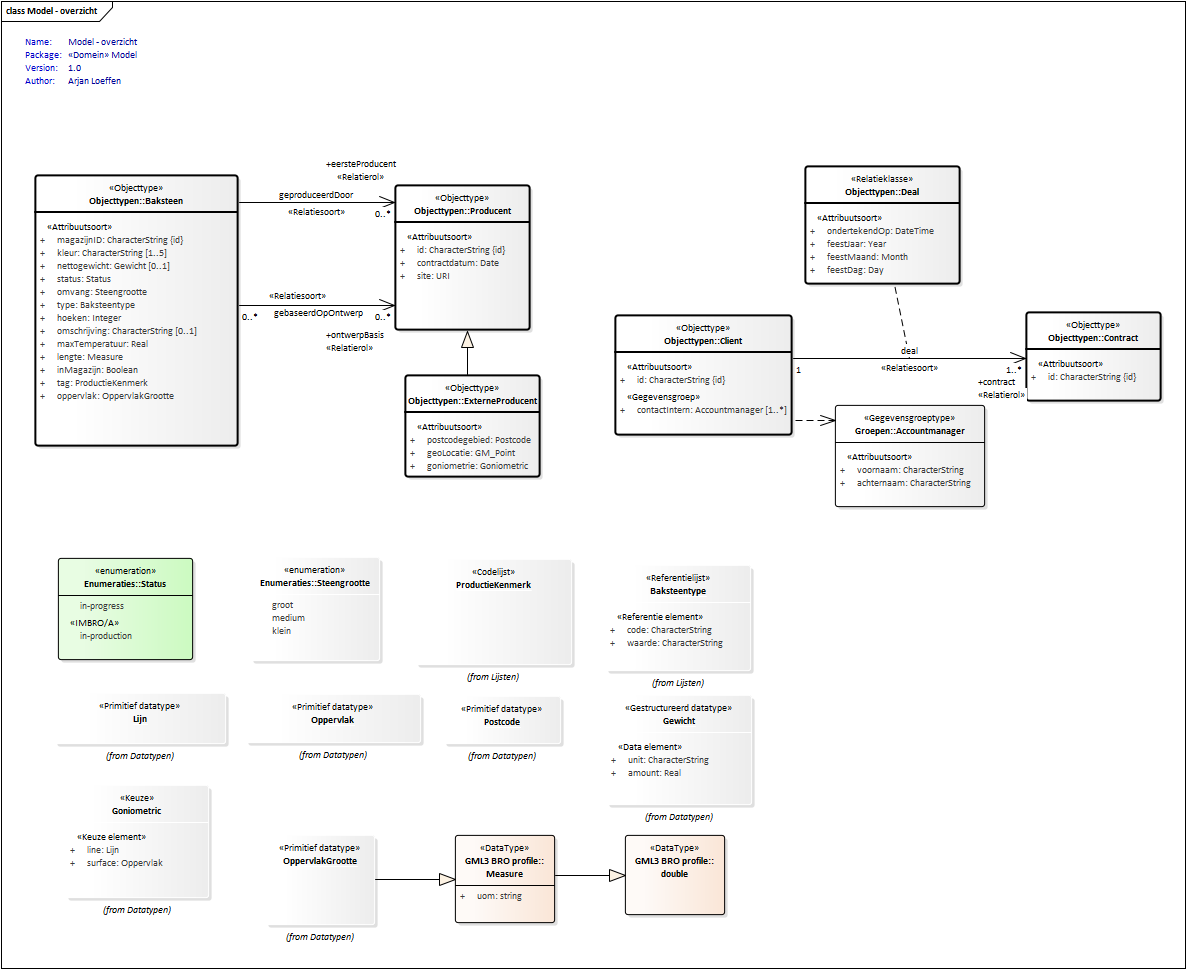 class Model - overzicht
Name: Model - overzicht
Package: «Domein» Model
Version: 1.0
Author: Arjan Loeffen
«Objecttype»
Objecttypen::Baksteen
«Attribuutsoort»
+ magazijnID: CharacterString {id}
+ kleur: CharacterString [1..5]
+ nettogewicht: Gewicht [0..1]
+ status: Status
+ omvang: Steengrootte
+ type: Baksteentype
+ hoeken: Integer
+ omschrijving: CharacterString [0..1]
+ maxTemperatuur: Real
+ lengte: Measure
+ inMagazijn: Boolean
+ tag: ProductieKenmerk
+ oppervlak: OppervlakGrootte
+eersteProducent
«Relatierol»
geproduceerdDoor
«Relatiesoort»
0..*
«Relatiesoort»
0..*
gebaseerdOpOntwerp
0..*
+ontwerpBasis
«Relatierol»
«Objecttype»
Objecttypen::Producent
«Attribuutsoort»
+ id: CharacterString {id}
+ contractdatum: Date
+ site: URI
«Objecttype»
Objecttypen::ExterneProducent
«Attribuutsoort»
+ postcodegebied: Postcode
+ geoLocatie: GM_Point
+ goniometrie: Goniometric
«Relatieklasse»
Objecttypen::Deal
«Attribuutsoort»
+ ondertekendOp: DateTime
+ feestJaar: Year
+ feestMaand: Month
+ feestDag: Day
«Objecttype»
Objecttypen::Client
«Attribuutsoort»
+ id: CharacterString {id}
«Gegevensgroep»
+ contactIntern: Accountmanager [1..*]
deal
1
«Relatiesoort»
1..*
+contract
«Relatierol»
«Objecttype»
Objecttypen::Contract
«Attribuutsoort»
+ id: CharacterString {id}
«Gegevensgroeptype»
Groepen::Accountmanager
«Attribuutsoort»
+ voornaam: CharacterString
+ achternaam: CharacterString
«enumeration»
Enumeraties::Status
in-progress
«IMBRO/A»
in-production
«enumeration»
Enumeraties::Steengrootte
groot
medium
klein
«Codelijst»
ProductieKenmerk
(from Lijsten)
«Referentielijst»
Baksteentype
«Referentie element»
+ code: CharacterString
+ waarde: CharacterString
(from Lijsten)
«Primitief datatype»
Lijn
(from Datatypen)
«Primitief datatype»
Oppervlak
(from Datatypen)
«Primitief datatype»
Postcode
(from Datatypen)
«Gestructureerd datatype»
Gewicht
«Data element»
+ unit: CharacterString
+ amount: Real
(from Datatypen)
«Keuze»
Goniometric
«Keuze element»
+ line: Lijn
+ surface: Oppervlak
(from Datatypen)
«Primitief datatype»
OppervlakGrootte
(from Datatypen)
«DataType»
GML3 BRO profile::
Measure
+ uom: string
«DataType»
GML3 BRO profile::
double